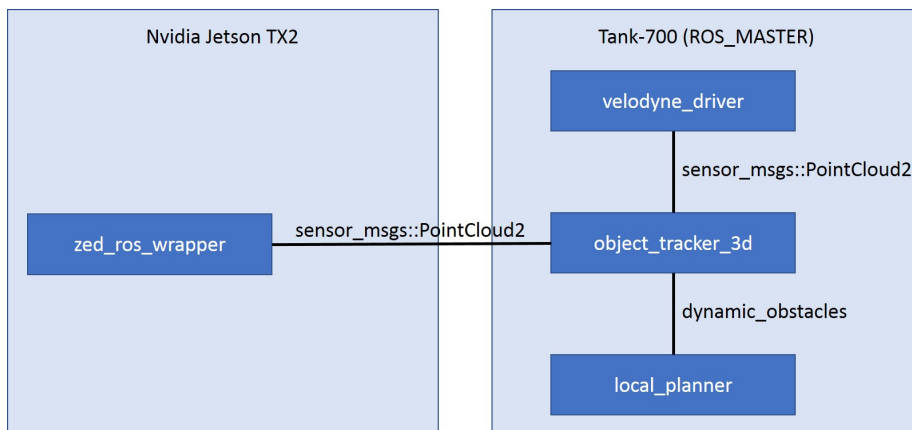 Nvidia Jetson TX2
Tank-700 (ROS_MASTER)
velodyne_driver
sensor_msgs::PointCloud2
zed_ros_wrapper
sensor_msgs::PointCloud2
object_tracker_3d
dynamic_obstacles
local_planner